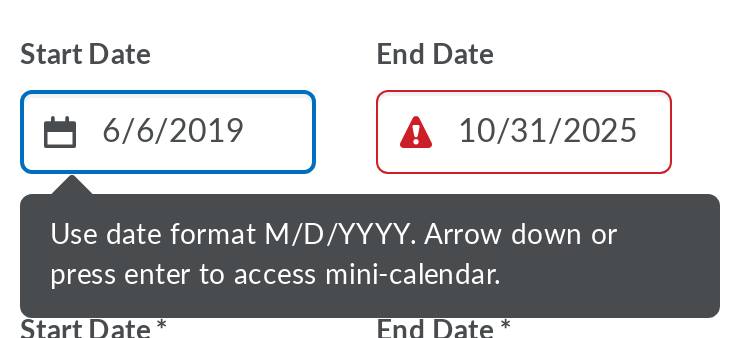 Start Date End Date
6/6/2019 10/31/2025
Use date format M/D/YYYY. Arrow down or
press enter to access mini-calendar.
Start Date * End Date *